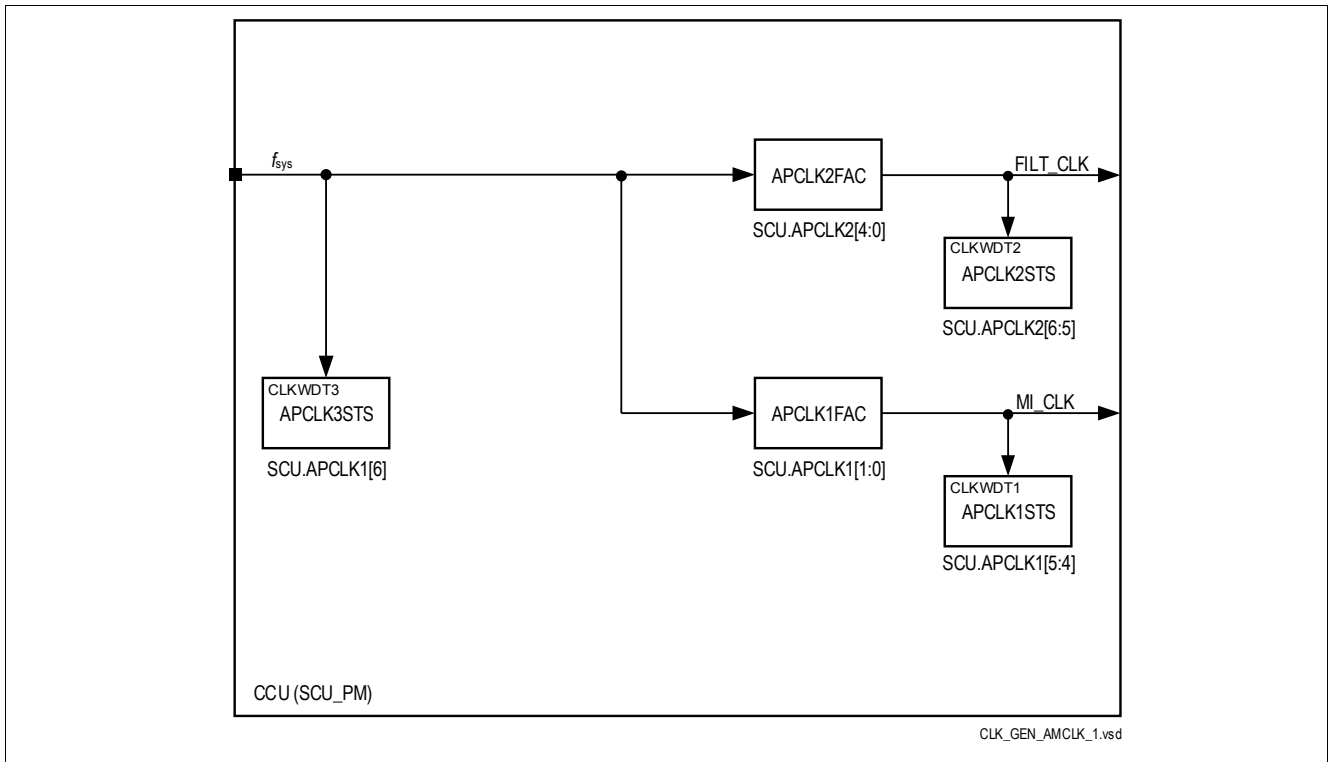 fsys
APCLK2FAC
FILT_CLK
SCU.APCLK2[4:0]
CLKWDT2
APCLK2STS
SCU.APCLK2[6:5]
CLKWDT3
APCLK3STS
SCU.APCLK1[6]
APCLK1FAC
MI_CLK
SCU.APCLK1[1:0]
CLKWDT1
APCLK1STS
SCU.APCLK1[5:4]
CCU (SCU_PM)
CLK_GEN_AMCLK_1.vsd